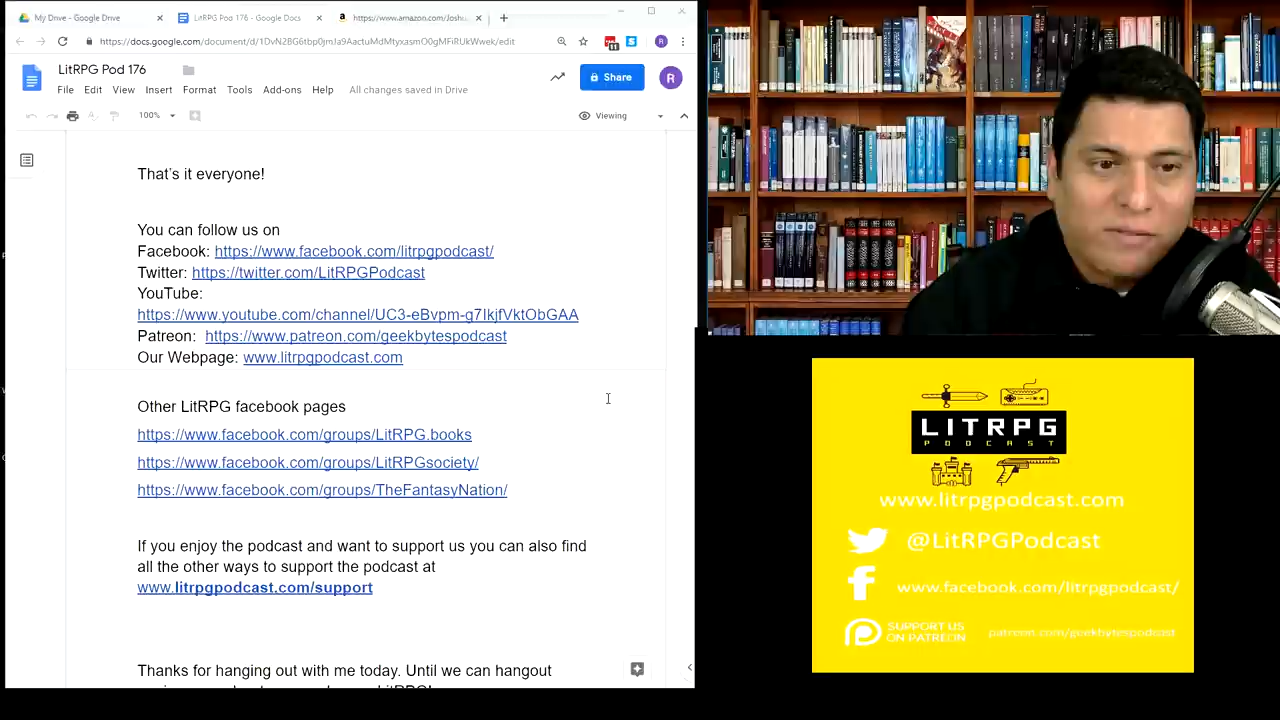 My Drive - Google Drive
LitRPG Pod 176 - Google Docs
https://www.amazon.com/Joshu
https://docs.google.com/document/d/1DvN2BG6tbp0jmJa9AactuMdMtyxasmO0gMFiRUkWwek/edit
LitRPG Pod 176
Share
R
File Edit View Insert Format Tools Add-ons Help All changes saved in Drive
100%
Viewing
That's it everyone!
You can follow us on
Facebook: https://www.facebook.com/litrpgpodcast/
Twitter: https://twitter.com/LitRPGPodcast
YouTube:
https://www.youtube.com/channel/UC3-eBvpm-g7IkjfVktObGAA
Patreon: https://www.patreon.com/geekbytespodcast
Our Webpage: www.litrpgpodcast.com
Other LitRPG facebook pages
https://www.facebook.com/groups/LitRPG.books
https://www.facebook.com/groups/LitRPGsociety/
https://www.facebook.com/groups/TheFantasyNation/
If you enjoy the podcast and want to support us you can also find
all the other ways to support the podcast at
www.litrpgpodcast.com/support
Thanks for hanging out with me today. Until we can hangout
LITRPG
PODCAST
www.litrpgpodcast.com
@LitRPGPodcast
www.facebook.com/litrpgpodcast/
SUPPORT US
ON PATREON
patreon.com/geekbytespodcast